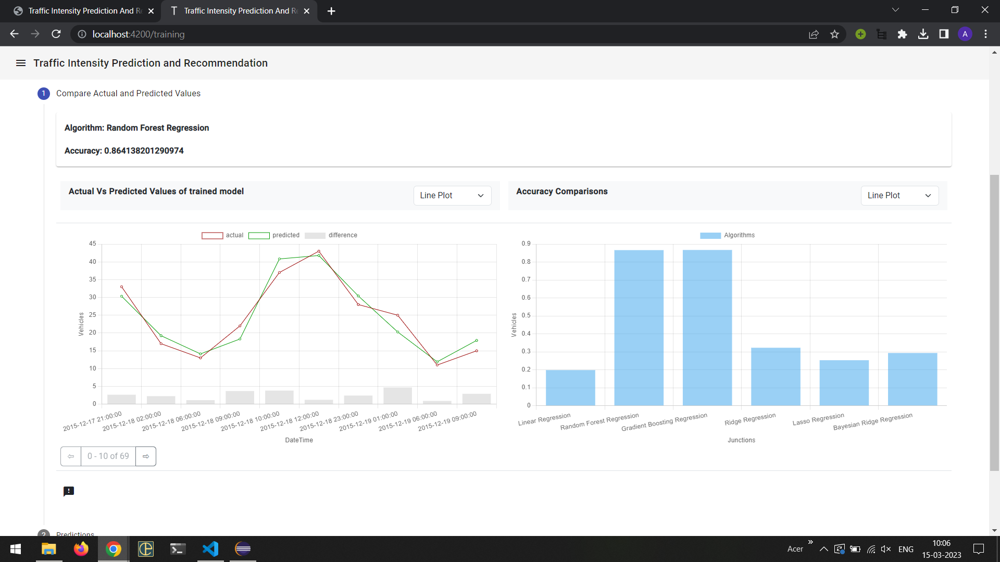 Traffic Intensity Prediction And Re
Traffic Intensity Prediction And Re
localhost:4200/training
A
Traffic Intensity Prediction and Recommendation
1 Compare Actual and Predicted Values
Algorithm: Random Forest Regression
Accuracy: 0.864138201290974
Actual Vs Predicted Values of trained model
Line Plot
Accuracy Comparisons
Line Plot
actual predicted difference
45
40
35
30
25
20
15
10
5
0
Vehicles
2015-12-17 21:00:00
2015-12-18 02:00:00
2015-12-18 06:00:00
2015-12-18 09:00:00
2015-12-18 10:00:00
2015-12-18 12:00:00
2015-12-18 23:00:00
2015-12-19 01:00:00
2015-12-19 06:00:00
2015-12-19 09:00:00
DateTime
Algorithms
0.9
0.8
0.7
0.6
0.5
0.4
0.3
0.2
0.1
0
Vehicles
Linear Regression
Random Forest Regression
Gradient Boosting Regression
Ridge Regression
Lasso Regression
Bayesian Ridge Regression
Junctions
0 - 10 of 69
2 Predictions
Acer
ENG
10:06
15-03-2023